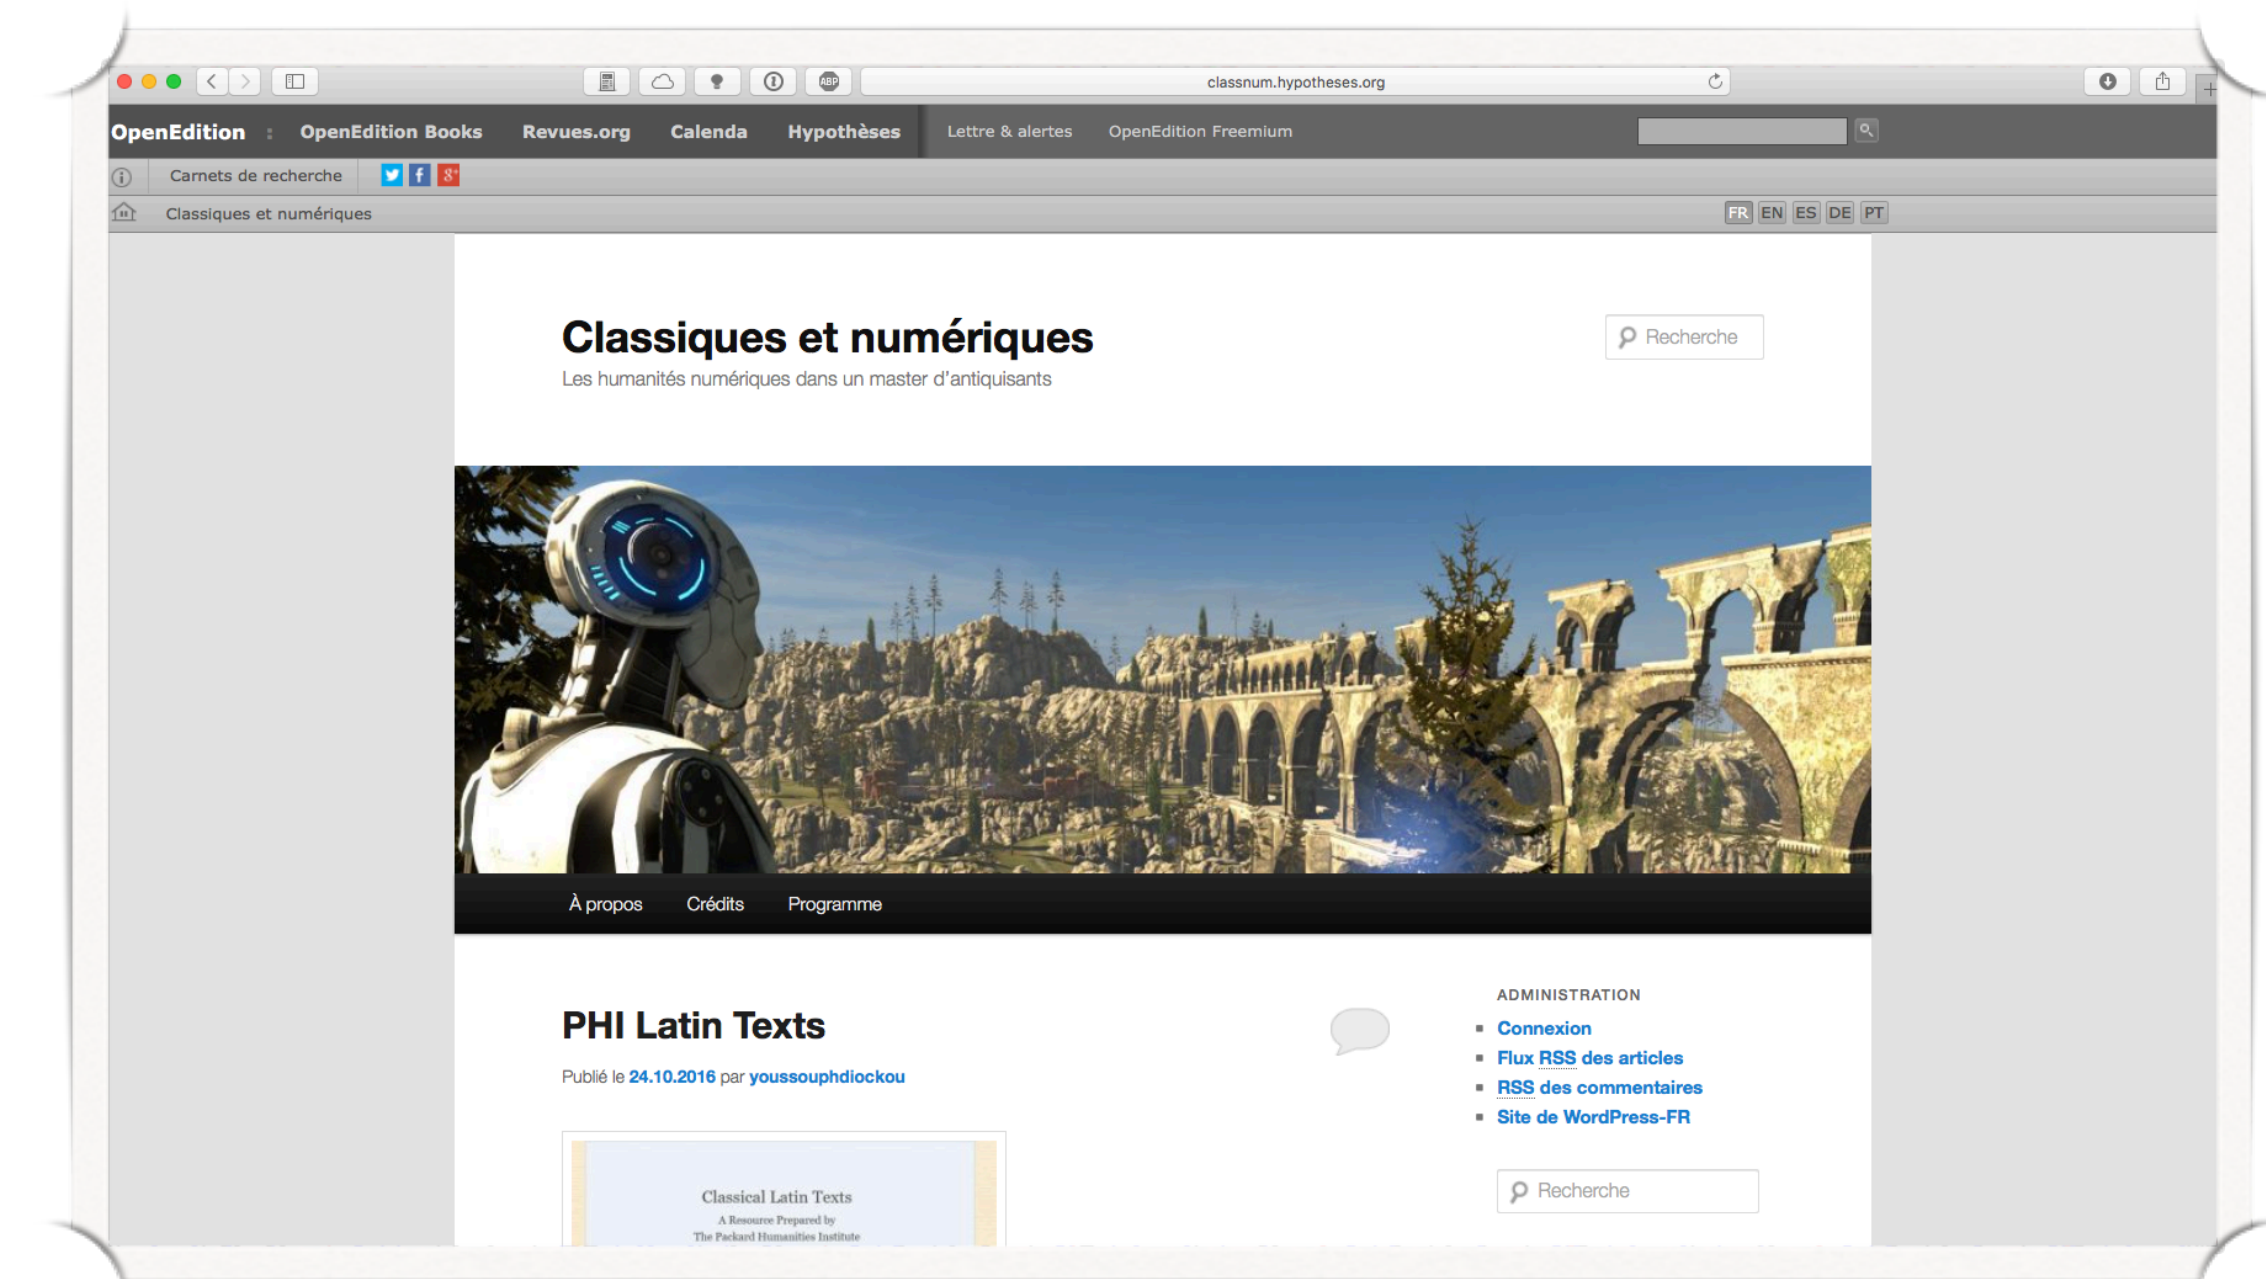 ABP
classnum.hypotheses.org
OpenEdition : OpenEdition Books Revues.org Calenda Hypothèses Lettre & alertes OpenEdition Freemium
Carnets de recherche
Classiques et numériques FR EN ES DE PT
Classiques et numériques
Recherche
Les humanités numériques dans un master d'antiquisants
À propos Crédits Programme
PHI Latin Texts
Publié le 24.10.2016 par youssouphdiockou
Classical Latin Texts
A Resource Prepared by
The Packard Humanities Institute
ADMINISTRATION
Connexion
Flux RSS des articles
RSS des commentaires
Site de WordPress-FR
Recherche